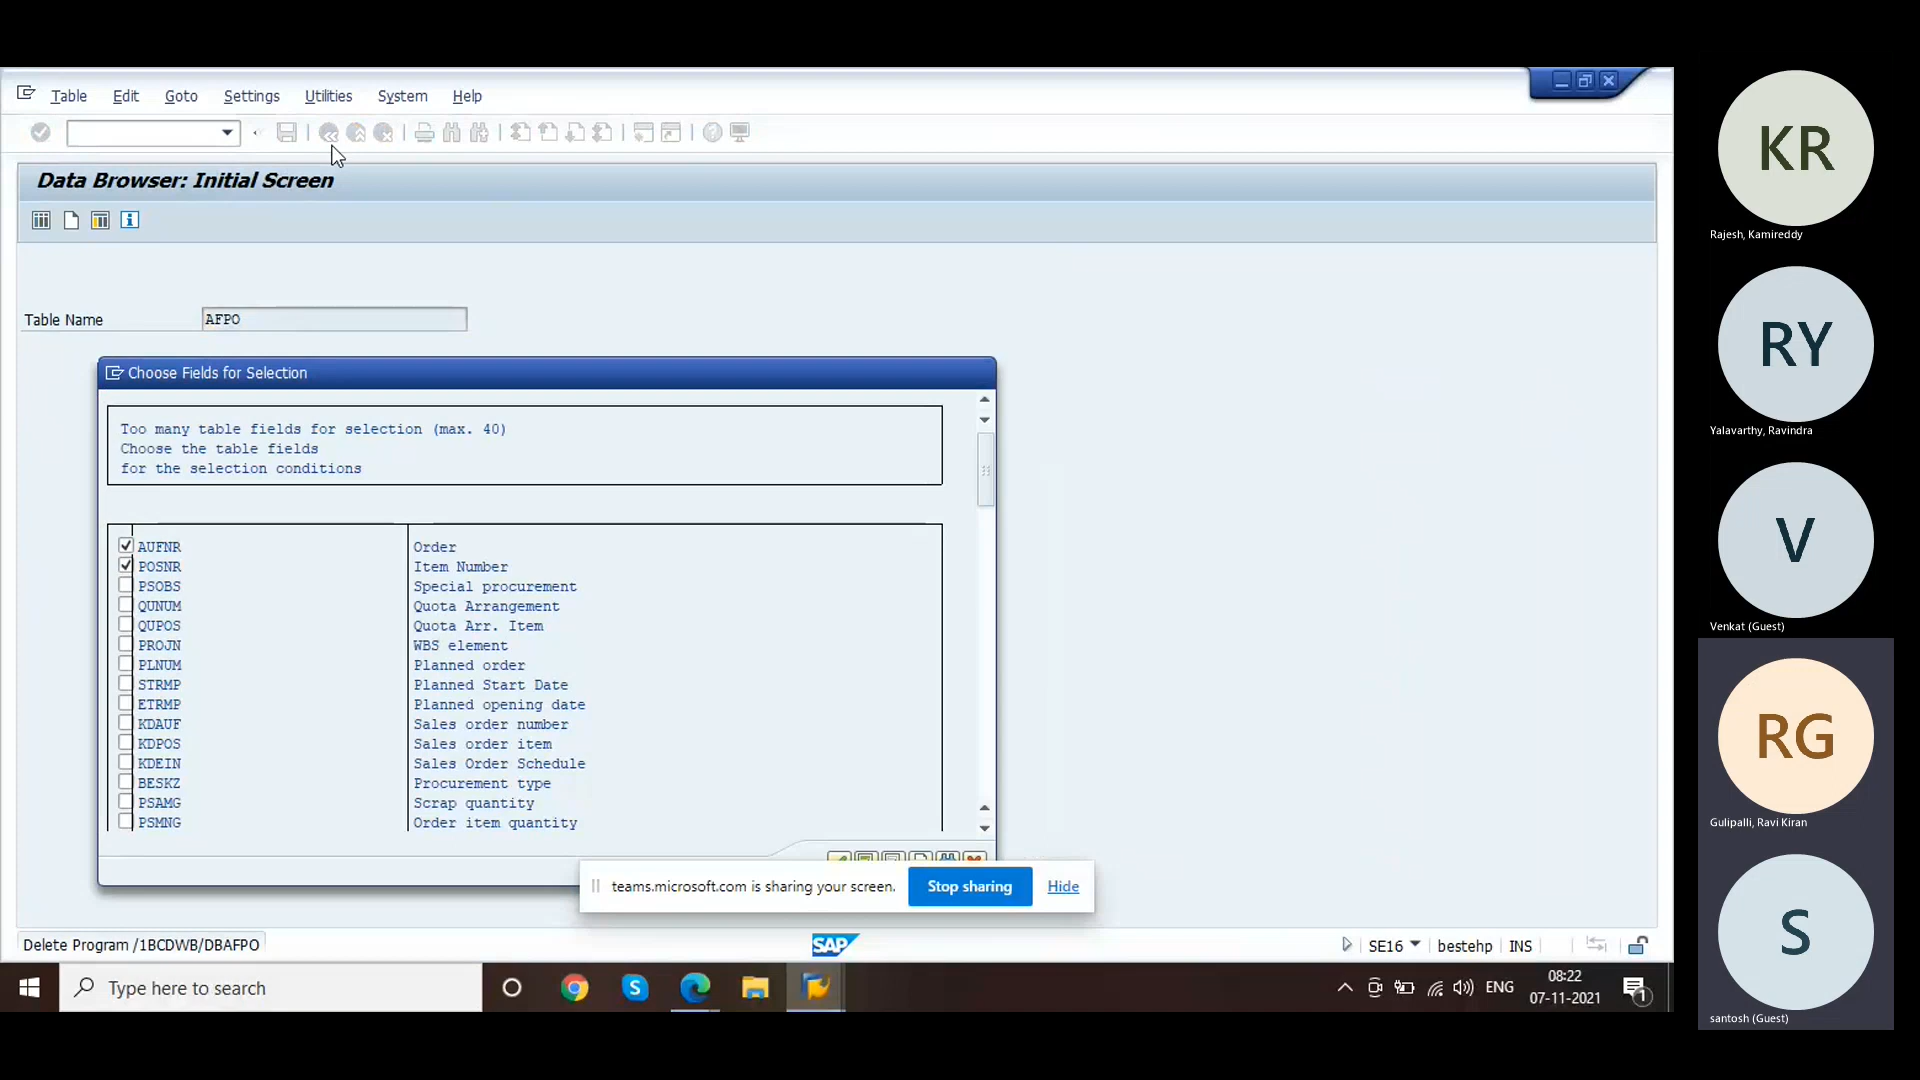 Table Edit Goto Settings Utilities System Help
Data Browser: Initial Screen
Table Name AFPO
Choose Fields for Selection
Too many table fields for selection (max. 40)
Choose the table fields
for the selection conditions
AUFNR Order
POSNR Item Number
PSOBS Special procurement
QUNUM Quota Arrangement
QUPOS Quota Arr. Item
PROJN WBS element
PLNUM Planned order
STRMP Planned Start Date
ETRMP Planned opening date
KDAUF Sales order number
KDPOS Sales order item
KDEIN Sales Order Schedule
BESKZ Procurement type
PSAMG Scrap quantity
PSMNG Order item quantity
teams.microsoft.com is sharing your screen. Stop sharing Hide
Delete Program /1BCDWB/DBAFPO
SAP
SE16 bestehp INS
Type here to search
ENG
08:22
07-11-2021
1
KR
Rajesh, Kamireddy
RY
Yalavarthy, Ravindra
V
Venkat (Guest)
RG
Gulipalli, Ravi Kiran
S
santosh (Guest)